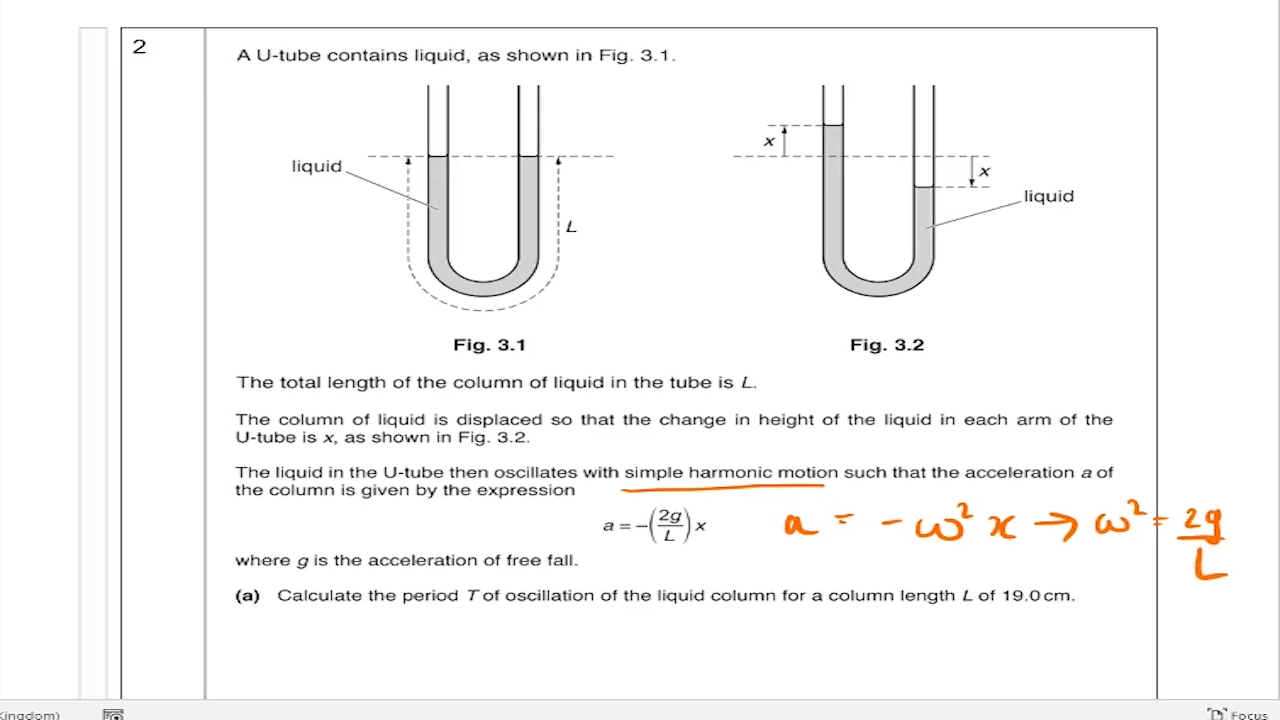 2
A U-tube contains liquid, as shown in Fig. 3.1.
liquid
L
x
x
liquid
Fig. 3.1
Fig. 3.2
The total length of the column of liquid in the tube is L.
The column of liquid is displaced so that the change in height of the liquid in each arm of the
U-tube is x, as shown in Fig. 3.2.
The liquid in the U-tube then oscillates with simple harmonic motion such that the acceleration a of
the column is given by the expression
a = −(2g/L) x
a = - ω² x → ω² = 2g/L
where g is the acceleration of free fall.
(a) Calculate the period T of oscillation of the liquid column for a column length L of 19.0 cm.
Kingdom)
Focus